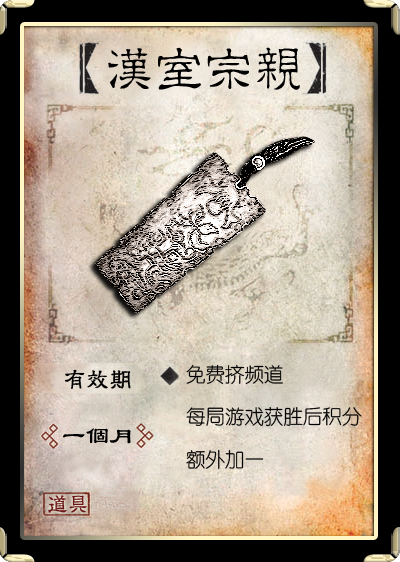 【漢室宗親】
有效期
◆ 免费挤频道
每局游戏获胜后积分
一個月
额外加一
道具